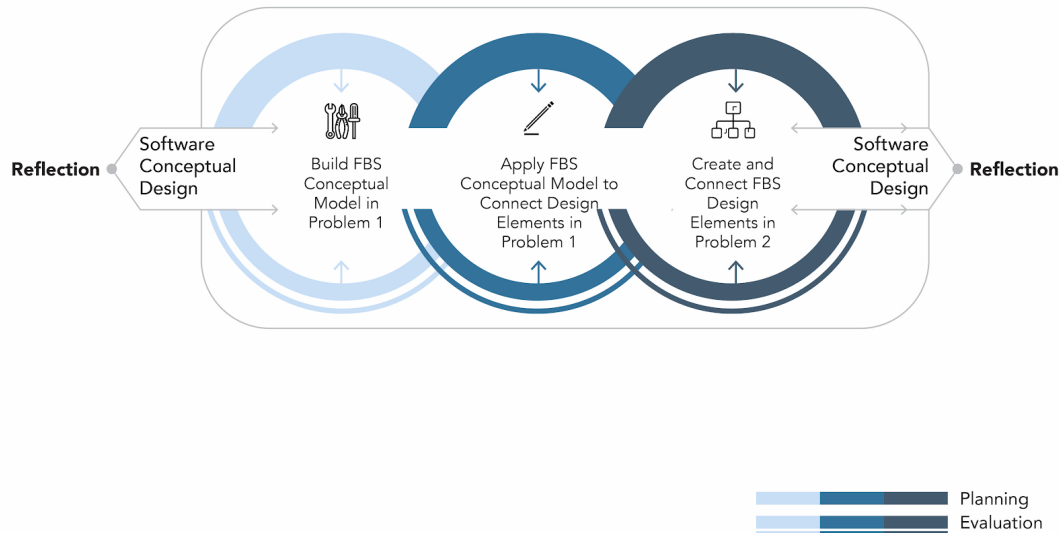 Reflection
Software
Conceptual
Design
Build FBS
Conceptual
Model in
Problem 1
Apply FBS
Conceptual Model to
Connect Design
Elements in
Problem 1
Create and
Connect FBS
Design
Elements in
Problem 2
Software
Conceptual
Design
Reflection
Planning
Evaluation